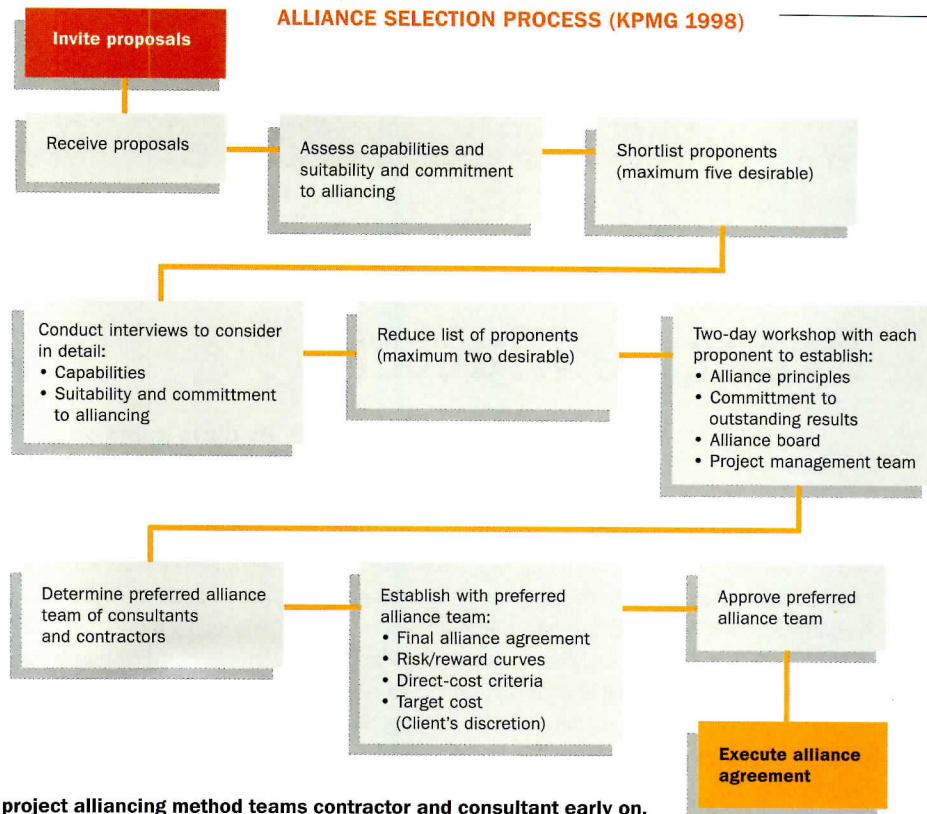 ALLIANCE SELECTION PROCESS (KPMG 1998)
Invite proposals
Receive proposals
Assess capabilities and
suitability and commitment
to alliancing
Shortlist proponents
(maximum five desirable)
Conduct interviews to consider
in detail:
• Capabilities
• Suitability and committment
to alliancing
Reduce list of proponents
(maximum two desirable)
Two-day workshop with each
proponent to establish:
• Alliance principles
• Committment to
outstanding results
• Alliance board
• Project management team
Determine preferred alliance
team of consultants
and contractors
Establish with preferred
alliance team:
• Final alliance agreement
• Risk/reward curves
• Direct-cost criteria
• Target cost
(Client's discretion)
Approve preferred
alliance team
Execute alliance
agreement
project alliancing method teams contractor and consultant early on.